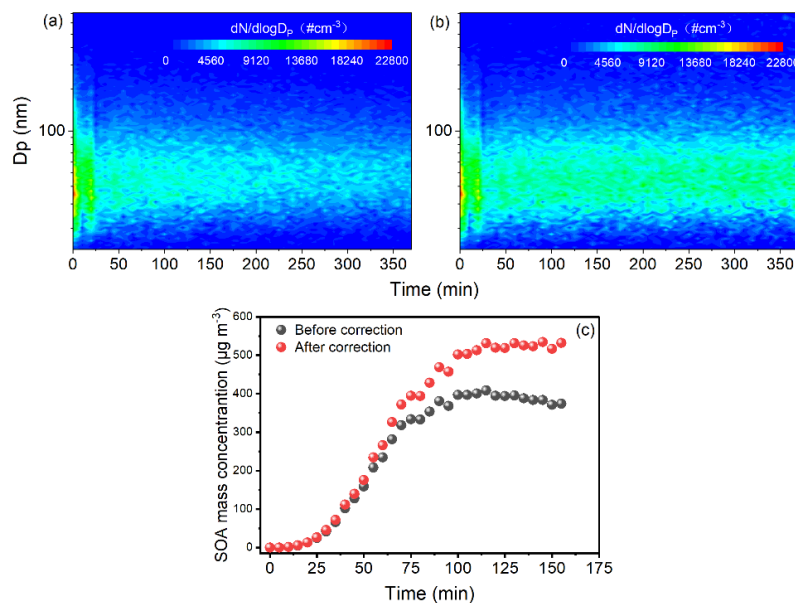 (a)
dN/dlogDP（#cm-3）
0 4560 9120 13680 18240 22800
(b)
dN/dlogDP（#cm-3）
0 4560 9120 13680 18240 22800
Dp (nm)
100
100
0 50 100 150 200 250 300 350
0 50 100 150 200 250 300 350
Time (min)
(c)
Before correction
After correction
SOA mass concentrantion (μg m-3)
600
500
400
300
200
100
0
0 25 50 75 100 125 150 175
Time (min)